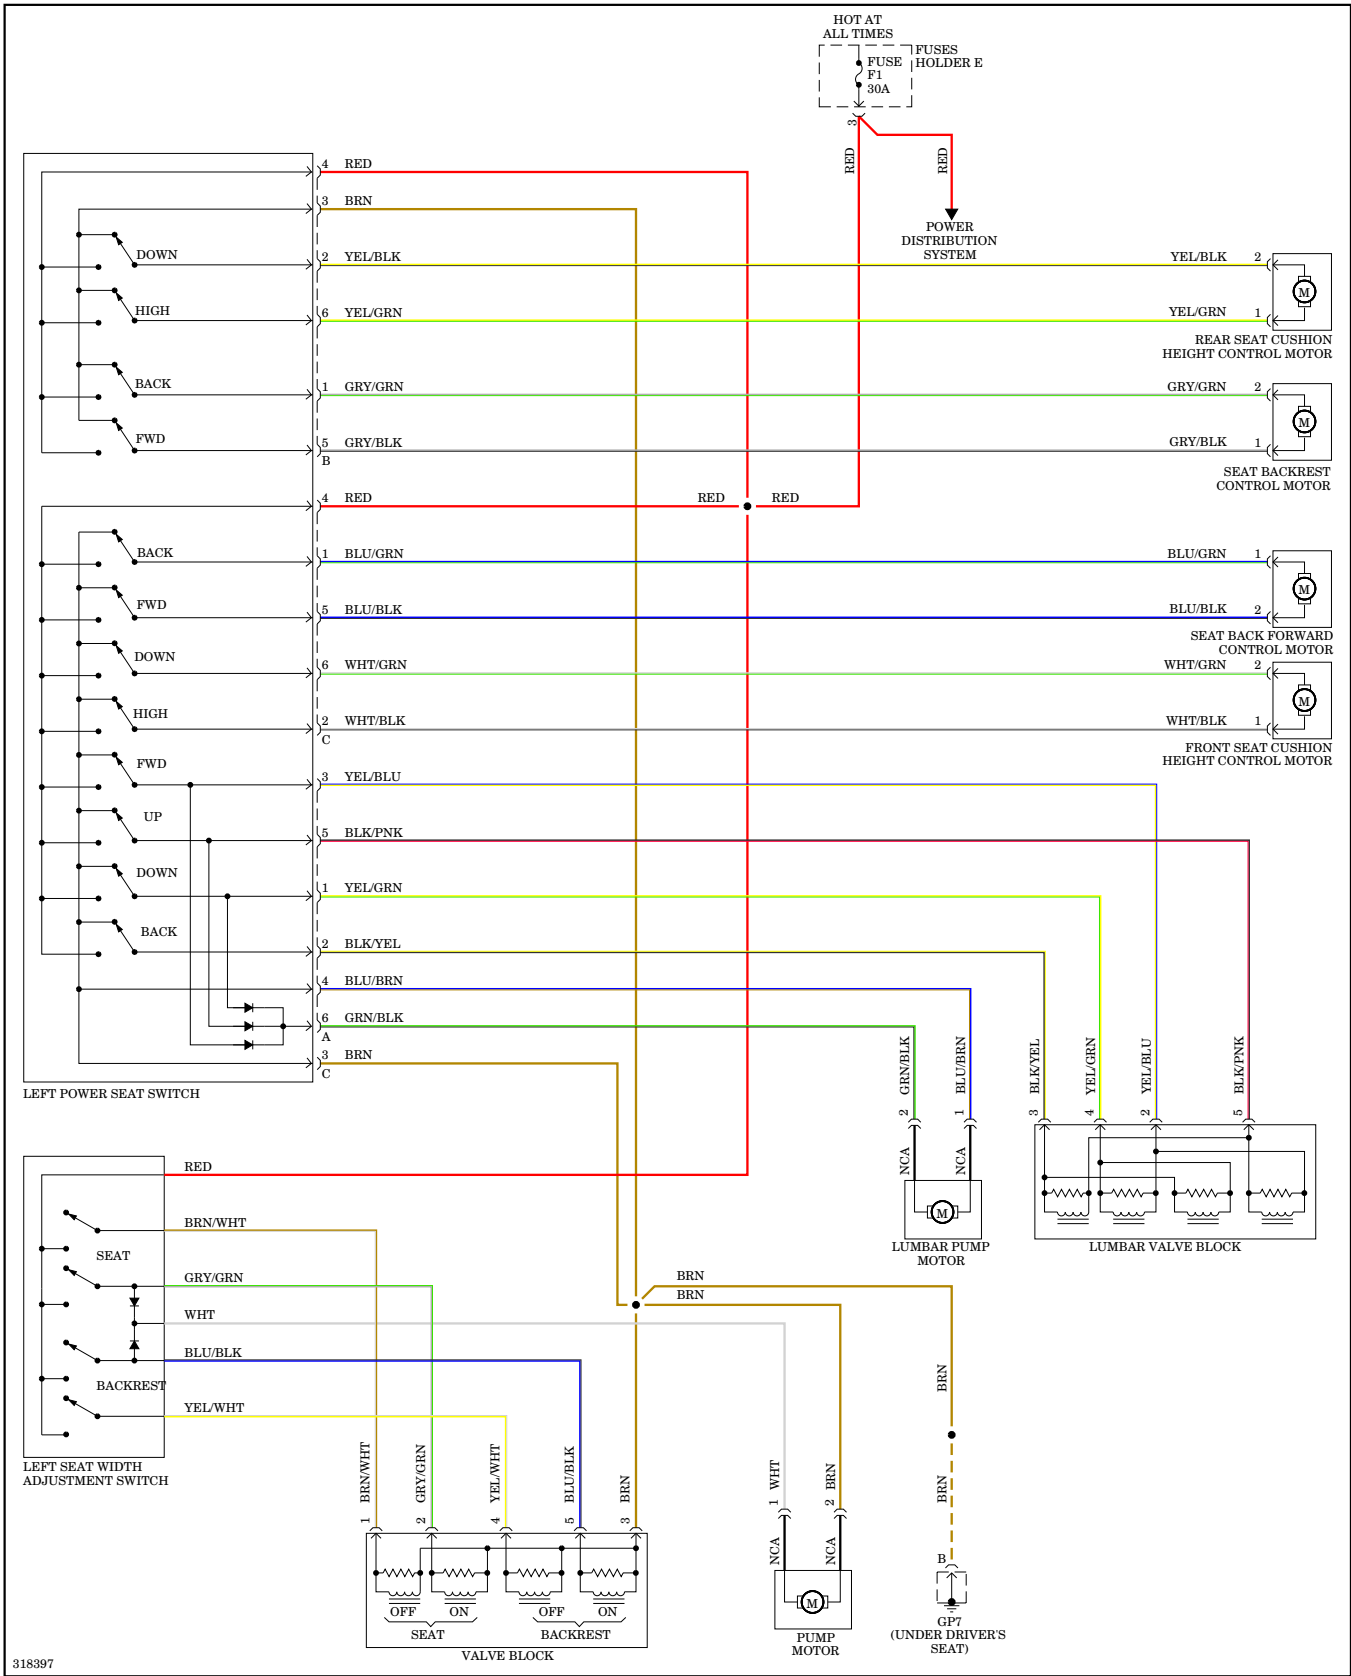 HOT AT
ALL TIMES
FUSES
HOLDER E
FUSE
F1
30A
3
RED
RED
POWER
DISTRIBUTION
SYSTEM
4 RED
3 BRN
DOWN
2 YEL/BLK
YEL/BLK 2
HIGH
6 YEL/GRN
YEL/GRN 1
M
REAR SEAT CUSHION
HEIGHT CONTROL MOTOR
BACK
1 GRY/GRN
GRY/GRN 2
FWD
5 GRY/BLK
GRY/BLK 1
B
M
SEAT BACKREST
CONTROL MOTOR
4 RED
RED RED
BACK
1 BLU/GRN
BLU/GRN 1
FWD
5 BLU/BLK
BLU/BLK 2
M
SEAT BACK FORWARD
CONTROL MOTOR
DOWN
6 WHT/GRN
WHT/GRN 2
HIGH
2 WHT/BLK
WHT/BLK 1
C
M
FRONT SEAT CUSHION
HEIGHT CONTROL MOTOR
FWD
3 YEL/BLU
UP
5 BLK/PNK
DOWN
1 YEL/GRN
BACK
2 BLK/YEL
4 BLU/BRN
6 GRN/BLK
A
3 BRN
C
LEFT POWER SEAT SWITCH
2 GRN/BLK
1 BLU/BRN
3 BLK/YEL
4 YEL/GRN
2 YEL/BLU
5 BLK/PNK
NCA
NCA
M
LUMBAR PUMP
MOTOR
LUMBAR VALVE BLOCK
RED
BRN/WHT
SEAT
GRY/GRN
WHT
BLU/BLK
BACKREST
YEL/WHT
LEFT SEAT WIDTH
ADJUSTMENT SWITCH
BRN
BRN
BRN
BRN
1 BRN/WHT
2 GRY/GRN
4 YEL/WHT
5 BLU/BLK
3 BRN
1 WHT
2 BRN
NCA
NCA
B
OFF ON OFF ON
SEAT BACKREST
VALVE BLOCK
M
PUMP
MOTOR
GP7
(UNDER DRIVER'S
SEAT)
318397